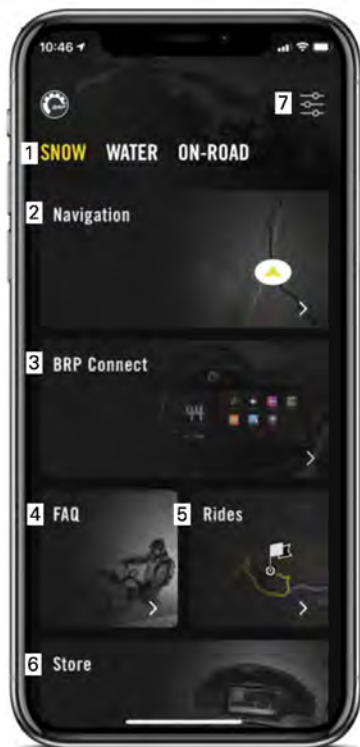 10:46
7
1 SNOW WATER ON-ROAD
2 Navigation
3 BRP Connect
44
4 FAQ
5 Rides
6 Store